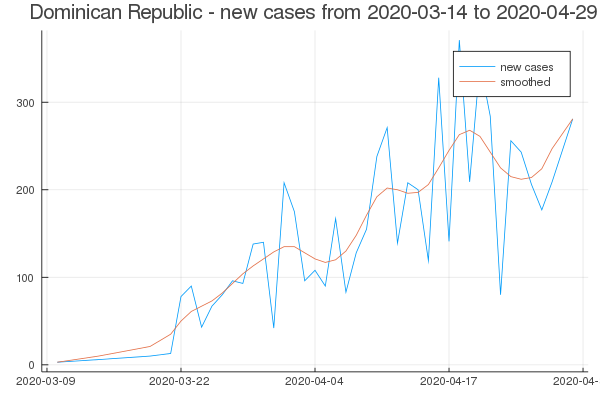 Dominican Republic - new cases from 2020-03-14 to 2020-04-29
new cases
smoothed
300
200
100
0
2020-03-09 2020-03-22 2020-04-04 2020-04-17 2020-04-